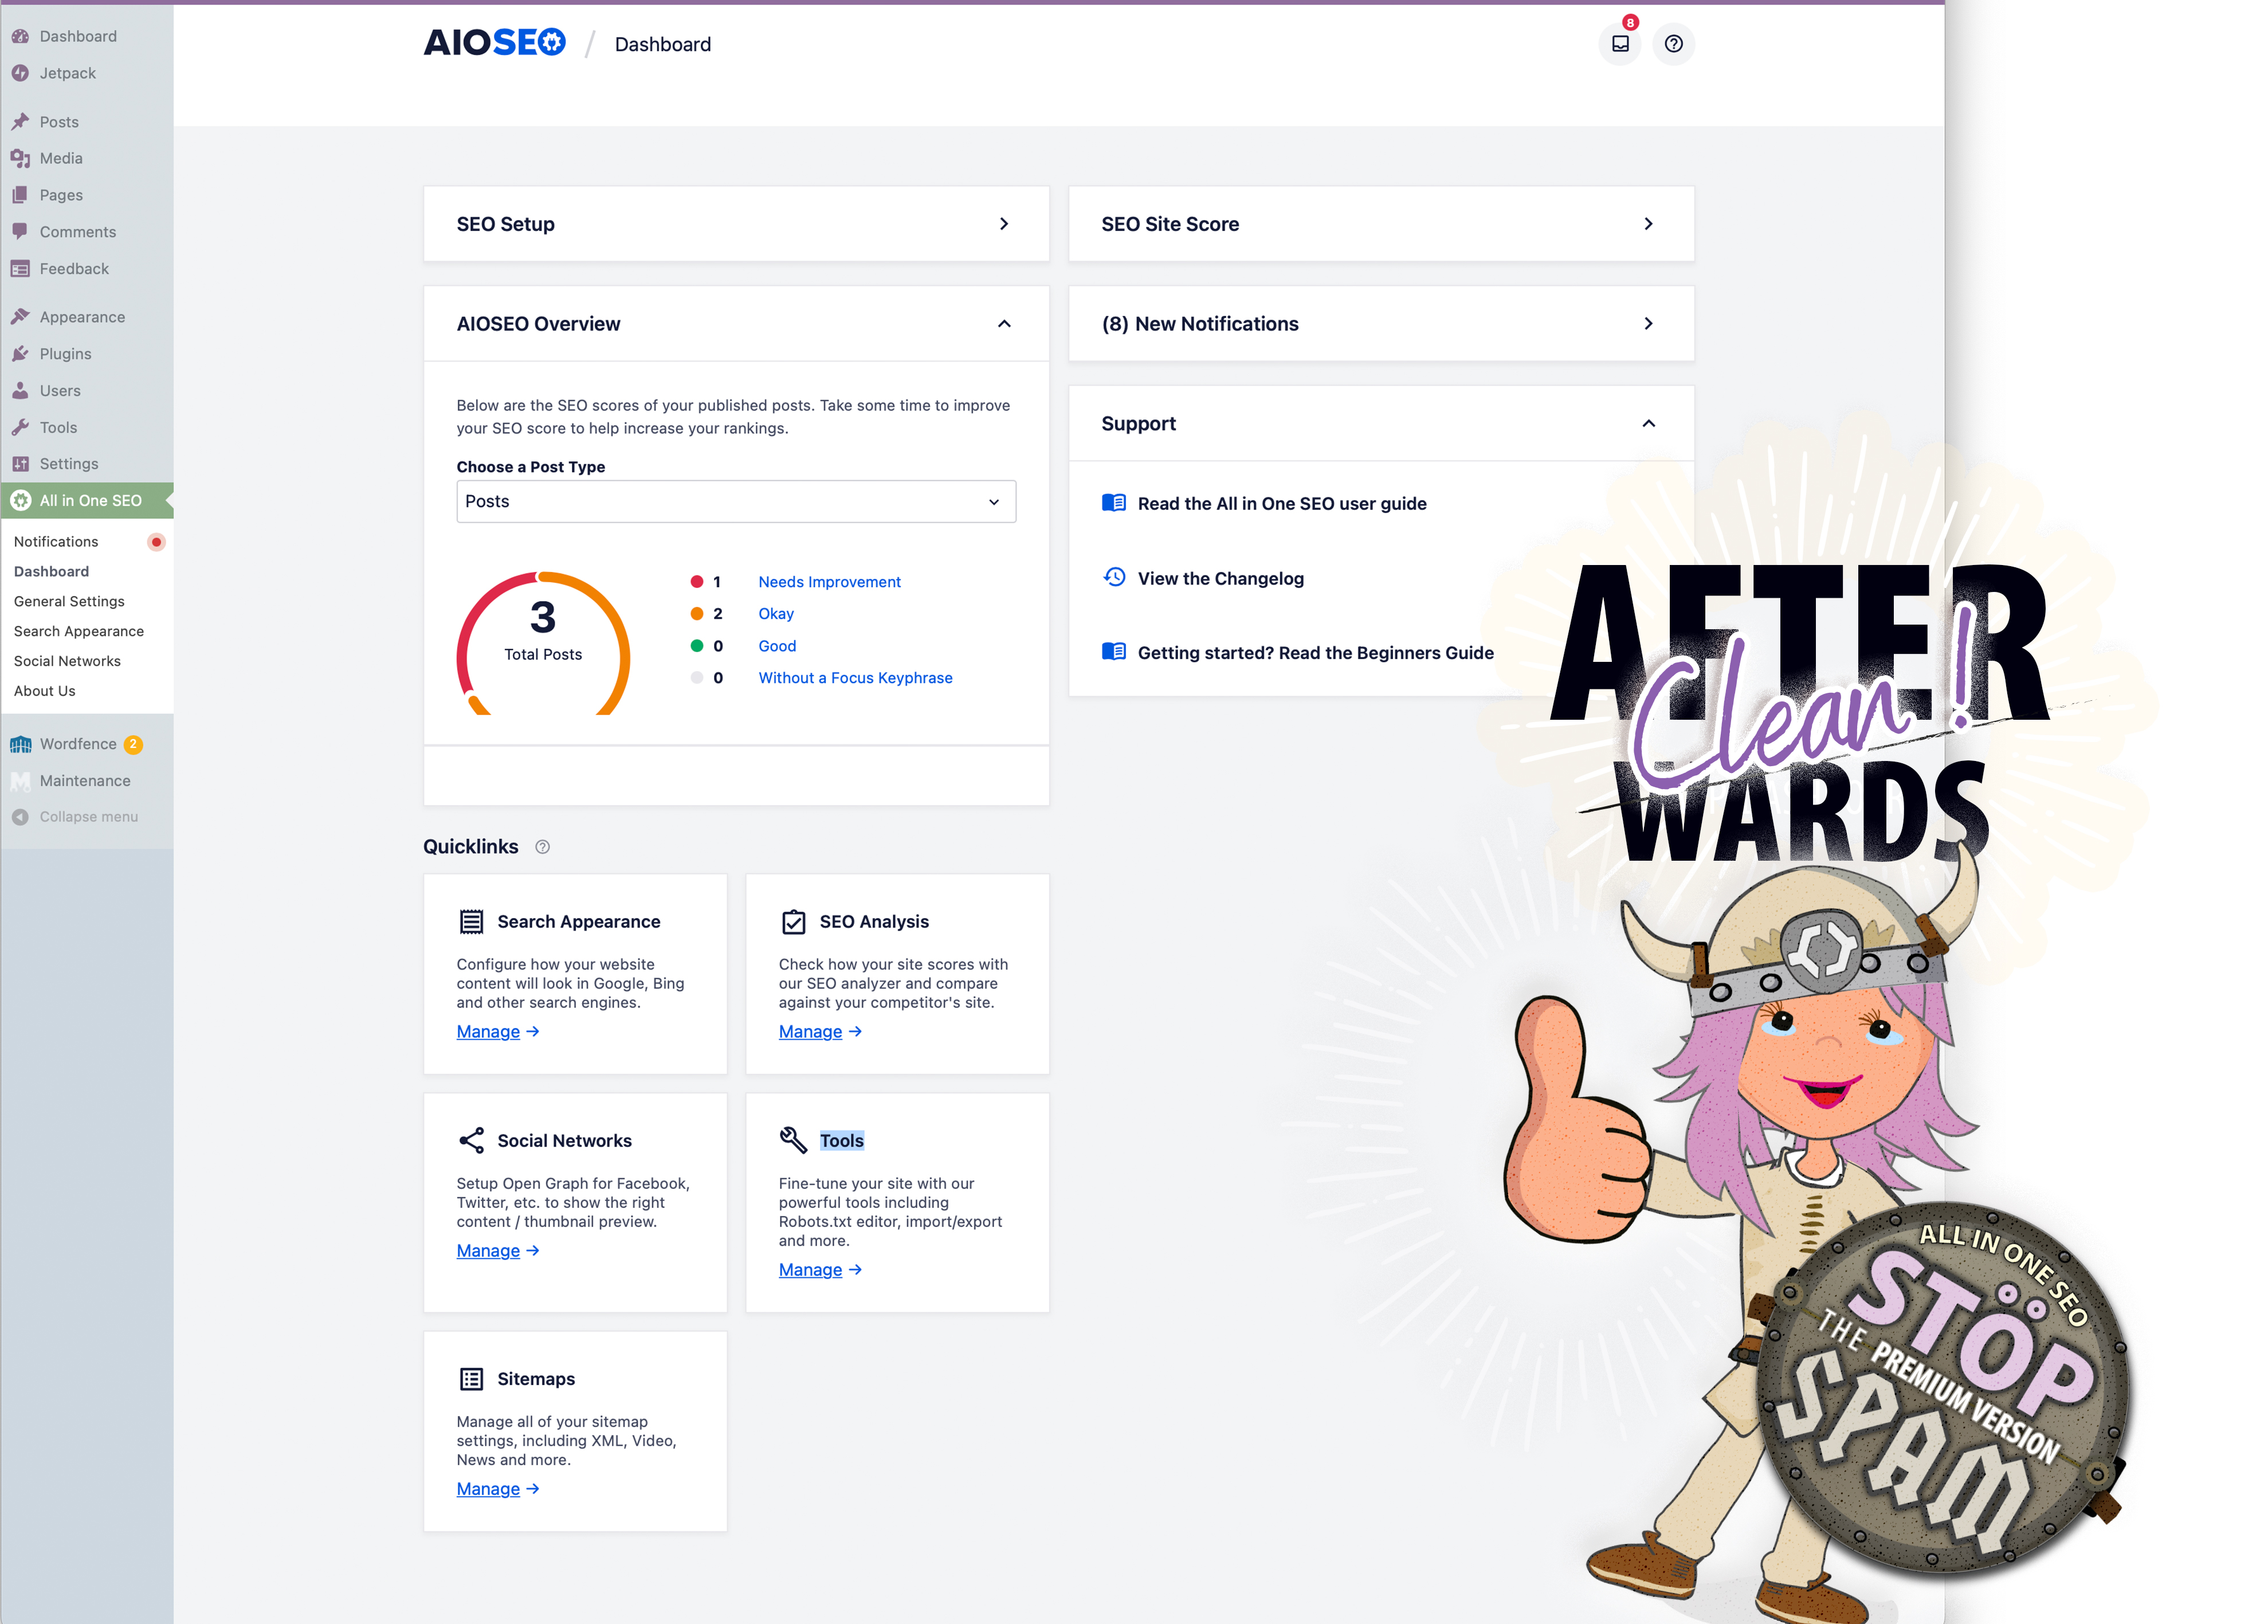 Dashboard
Jetpack
Posts
Media
Pages
Comments
Feedback
Appearance
Plugins
Users
Tools
Settings
All in One SEO
Notifications
Dashboard
General Settings
Search Appearance
Social Networks
About Us
Wordfence 2
Maintenance
Collapse menu
AIOSEO / Dashboard
8
SEO Setup
AIOSEO Overview
Below are the SEO scores of your published posts. Take some time to improve
your SEO score to help increase your rankings.
Choose a Post Type
Posts
3
Total Posts
1 Needs Improvement
2 Okay
0 Good
0 Without a Focus Keyphrase
SEO Site Score
(8) New Notifications
Support
Read the All in One SEO user guide
View the Changelog
Getting started? Read the Beginners Guide
Quicklinks
Search Appearance
Configure how your website
content will look in Google, Bing
and other search engines.
Manage
SEO Analysis
Check how your site scores with
our SEO analyzer and compare
against your competitor's site.
Manage
Social Networks
Setup Open Graph for Facebook,
Twitter, etc. to show the right
content / thumbnail preview.
Manage
Tools
Fine-tune your site with our
powerful tools including
Robots.txt editor, import/export
and more.
Manage
Sitemaps
Manage all of your sitemap
settings, including XML, Video,
News and more.
Manage
AFTER
Clean!
WARDS
ALL IN ONE SEO
STÖP
THE PREMIUM VERSION
SPAM